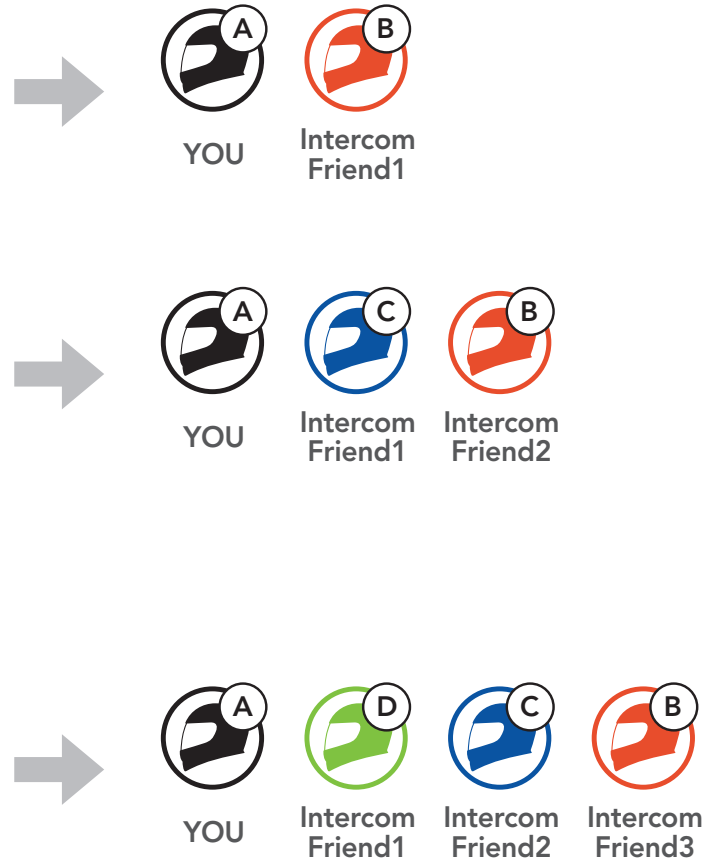 A B
YOU Intercom Friend1
A C B
YOU Intercom Friend1 Intercom Friend2
A D C B
YOU Intercom Friend1 Intercom Friend2 Intercom Friend3